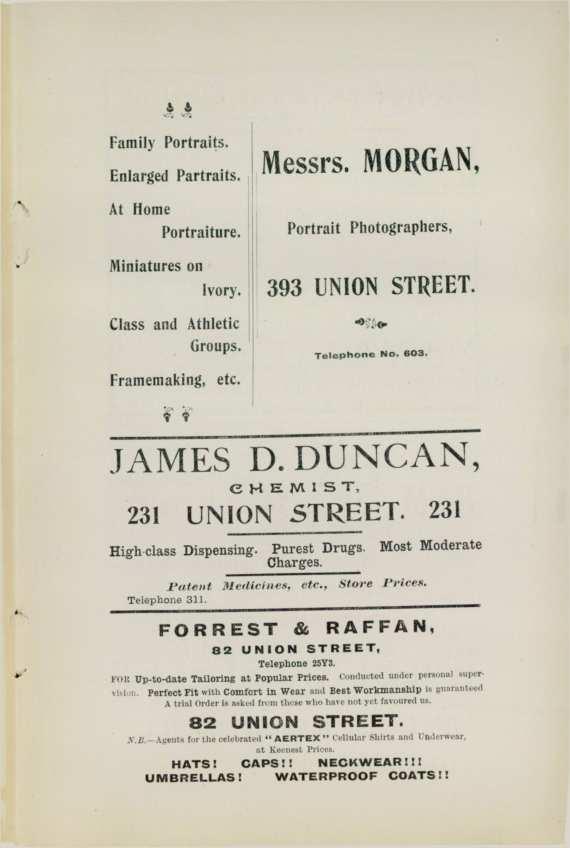 Family Portraits.
Enlarged Partraits.
At Home
Portraiture.
Miniatures on
Ivory.
Class and Athletic
Groups.
Framemaking, etc.
Messrs. MORGAN,
Portrait Photographers,
393 UNION STREET.
Telephone No. 603.
JAMES D. DUNCAN,
CHEMIST,
231 UNION STREET. 231
High-class Dispensing. Purest Drugs. Most Moderate
Charges.
Patent Medicines, etc., Store Prices.
Telephone 311.
FORREST & RAFFAN,
82 UNION STREET,
Telephone 25Y3.
FOR Up-to-date Tailoring at Popular Prices. Conducted under personal super-
vision. Perfect Fit with Comfort in Wear and Best Workmanship is guaranteed
A trial Order is asked from those who have not yet favoured us.
82 UNION STREET.
N.B.—Agents for the celebrated "AERTEX" Cellular Shirts and Underwear,
at Keenest Prices.
HATS! CAPS!! NECKWEAR!!!
UMBRELLAS! WATERPROOF COATS!!